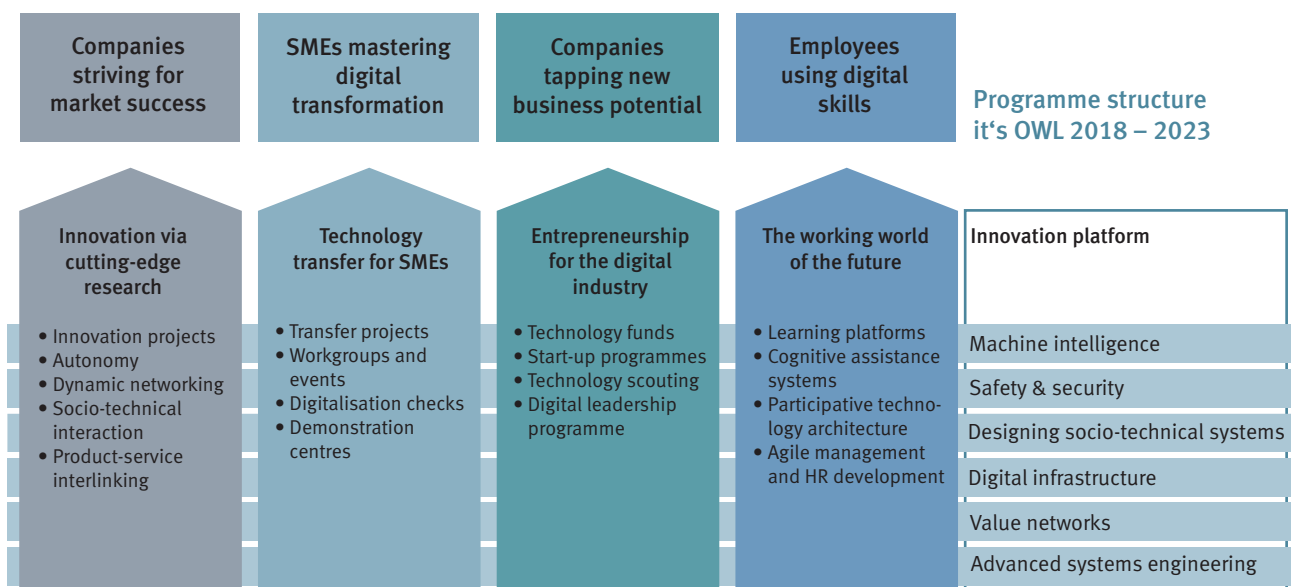 Companies
striving for
market success
SMEs mastering
digital
transformation
Companies
tapping new
business potential
Employees
using digital
skills
Programme structure
it‘s OWL 2018 – 2023
Innovation via
cutting-edge
research
• Innovation projects
• Autonomy
• Dynamic networking
• Socio-technical
interaction
• Product-service
interlinking
Technology
transfer for SMEs
• Transfer projects
• Workgroups and
events
• Digitalisation checks
• Demonstration
centres
Entrepreneurship
for the digital
industry
• Technology funds
• Start-up programmes
• Technology scouting
• Digital leadership
programme
The working world
of the future
• Learning platforms
• Cognitive assistance
systems
• Participative techno-
logy architecture
• Agile management
and HR development
Innovation platform
Machine intelligence
Safety & security
Designing socio-technical systems
Digital infrastructure
Value networks
Advanced systems engineering